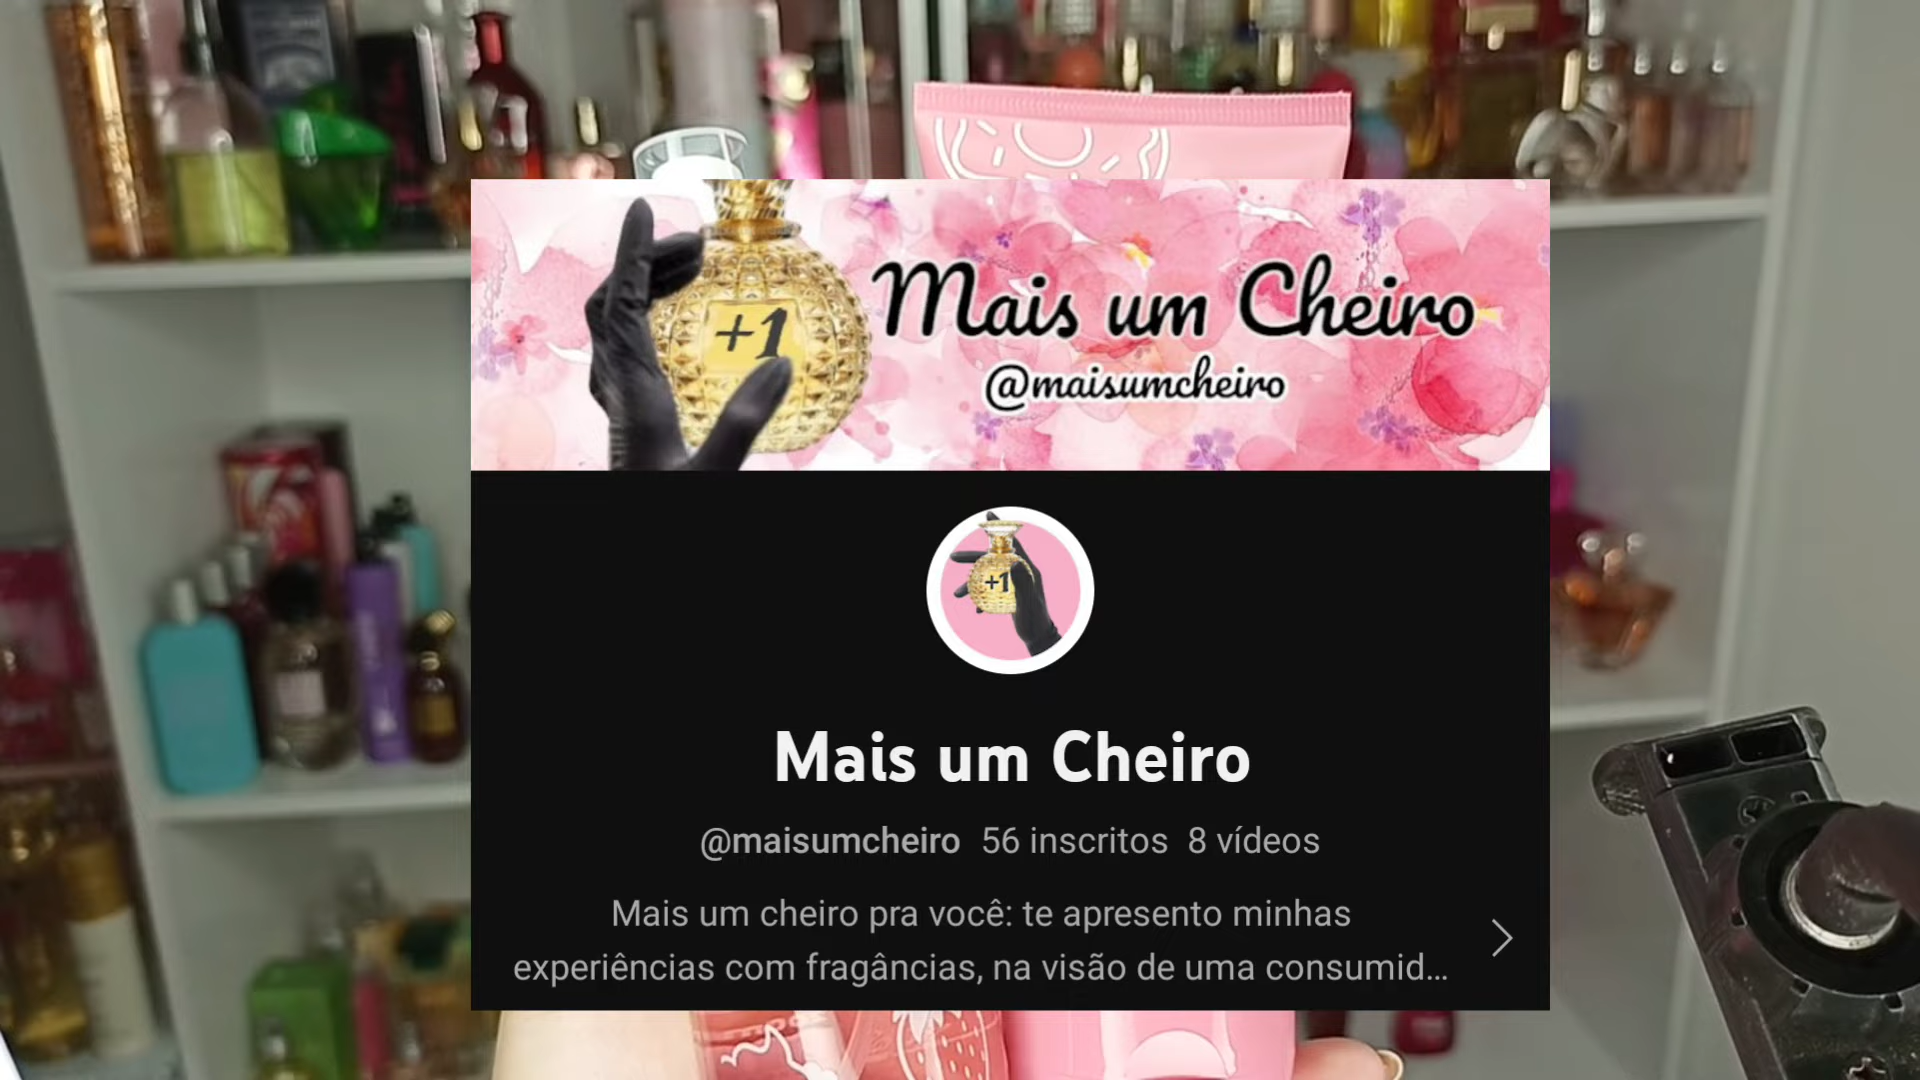 +1
Mais um Cheiro
@maisumcheiro
+1
Mais um Cheiro
@maisumcheiro 56 inscritos 8 vídeos
Mais um cheiro pra você: te apresento minhas
experiências com fragâncias, na visão de uma consumid...